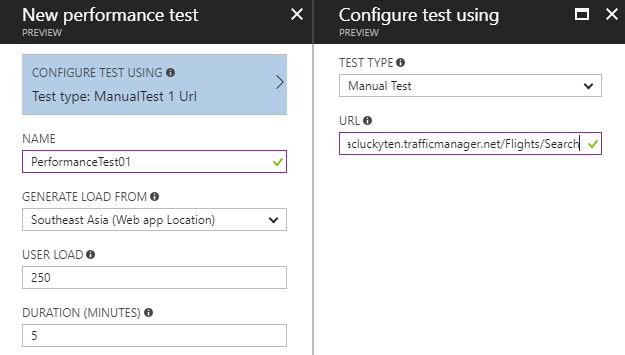 New performance test
PREVIEW
CONFIGURE TEST USING
Test type: ManualTest 1 Url
NAME
PerformanceTest01
GENERATE LOAD FROM
Southeast Asia (Web app Location)
USER LOAD
250
DURATION (MINUTES)
5
Configure test using
PREVIEW
TEST TYPE
Manual Test
URL
acluckyten.trafficmanager.net/Flights/Search